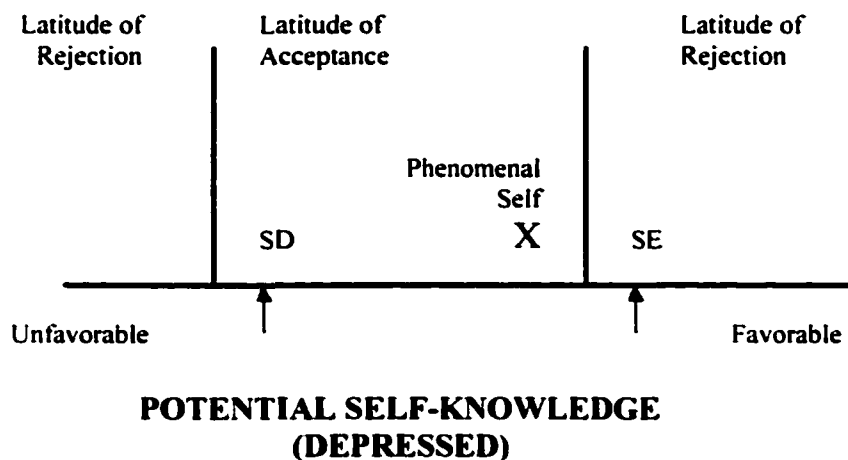 Latitude of
Rejection
Latitude of
Acceptance
Latitude of
Rejection
Phenomenal
Self
SD
X
SE
Unfavorable
Favorable
POTENTIAL SELF-KNOWLEDGE
(DEPRESSED)